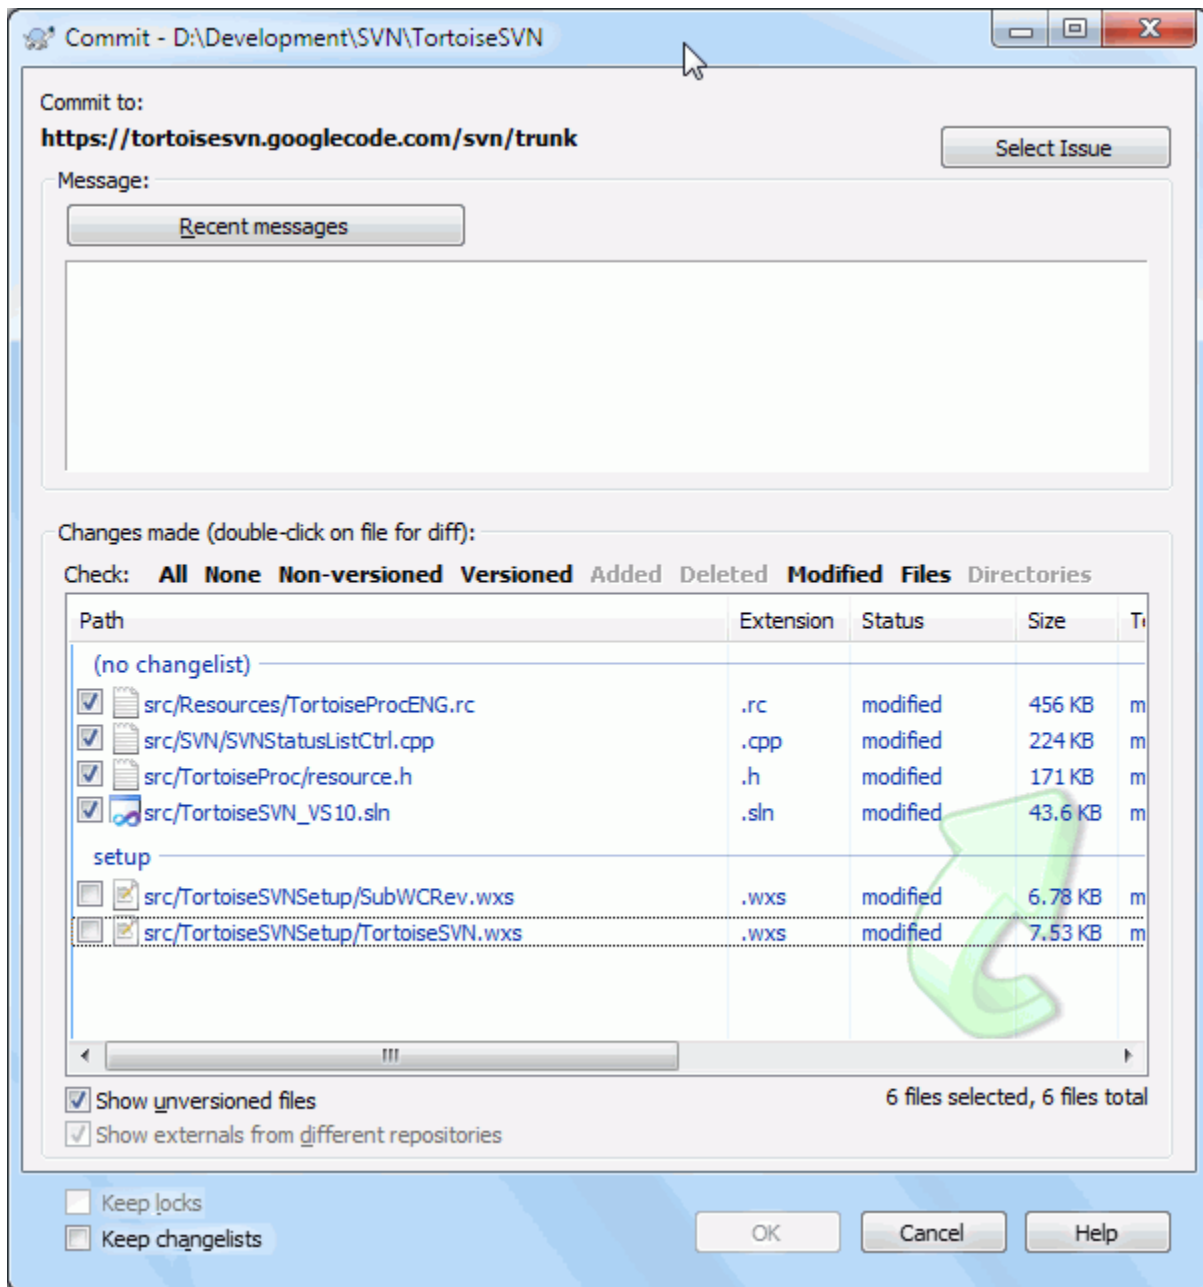 Commit - D:\Development\SVN\TortoiseSVN
Commit to:
https://tortoisesvn.googlecode.com/svn/trunk
Select Issue
Message:
Recent messages
Changes made (double-click on file for diff):
Check: All None Non-versioned Versioned Added Deleted Modified Files Directories
Path Extension Status Size
(no changelist)
src/Resources/TortoiseProcENG.rc .rc modified 456 KB m
src/SVN/SVNStatusListCtrl.cpp .cpp modified 224 KB m
src/TortoiseProc/resource.h .h modified 171 KB m
src/TortoiseSVN_VS10.sln .sln modified 43.6 KB m
setup
src/TortoiseSVNSetup/SubWCRev.wxs .wxs modified 6.78 KB m
src/TortoiseSVNSetup/TortoiseSVN.wxs .wxs modified 7.53 KB m
Show unversioned files
6 files selected, 6 files total
Show externals from different repositories
Keep locks
Keep changelists
OK Cancel Help